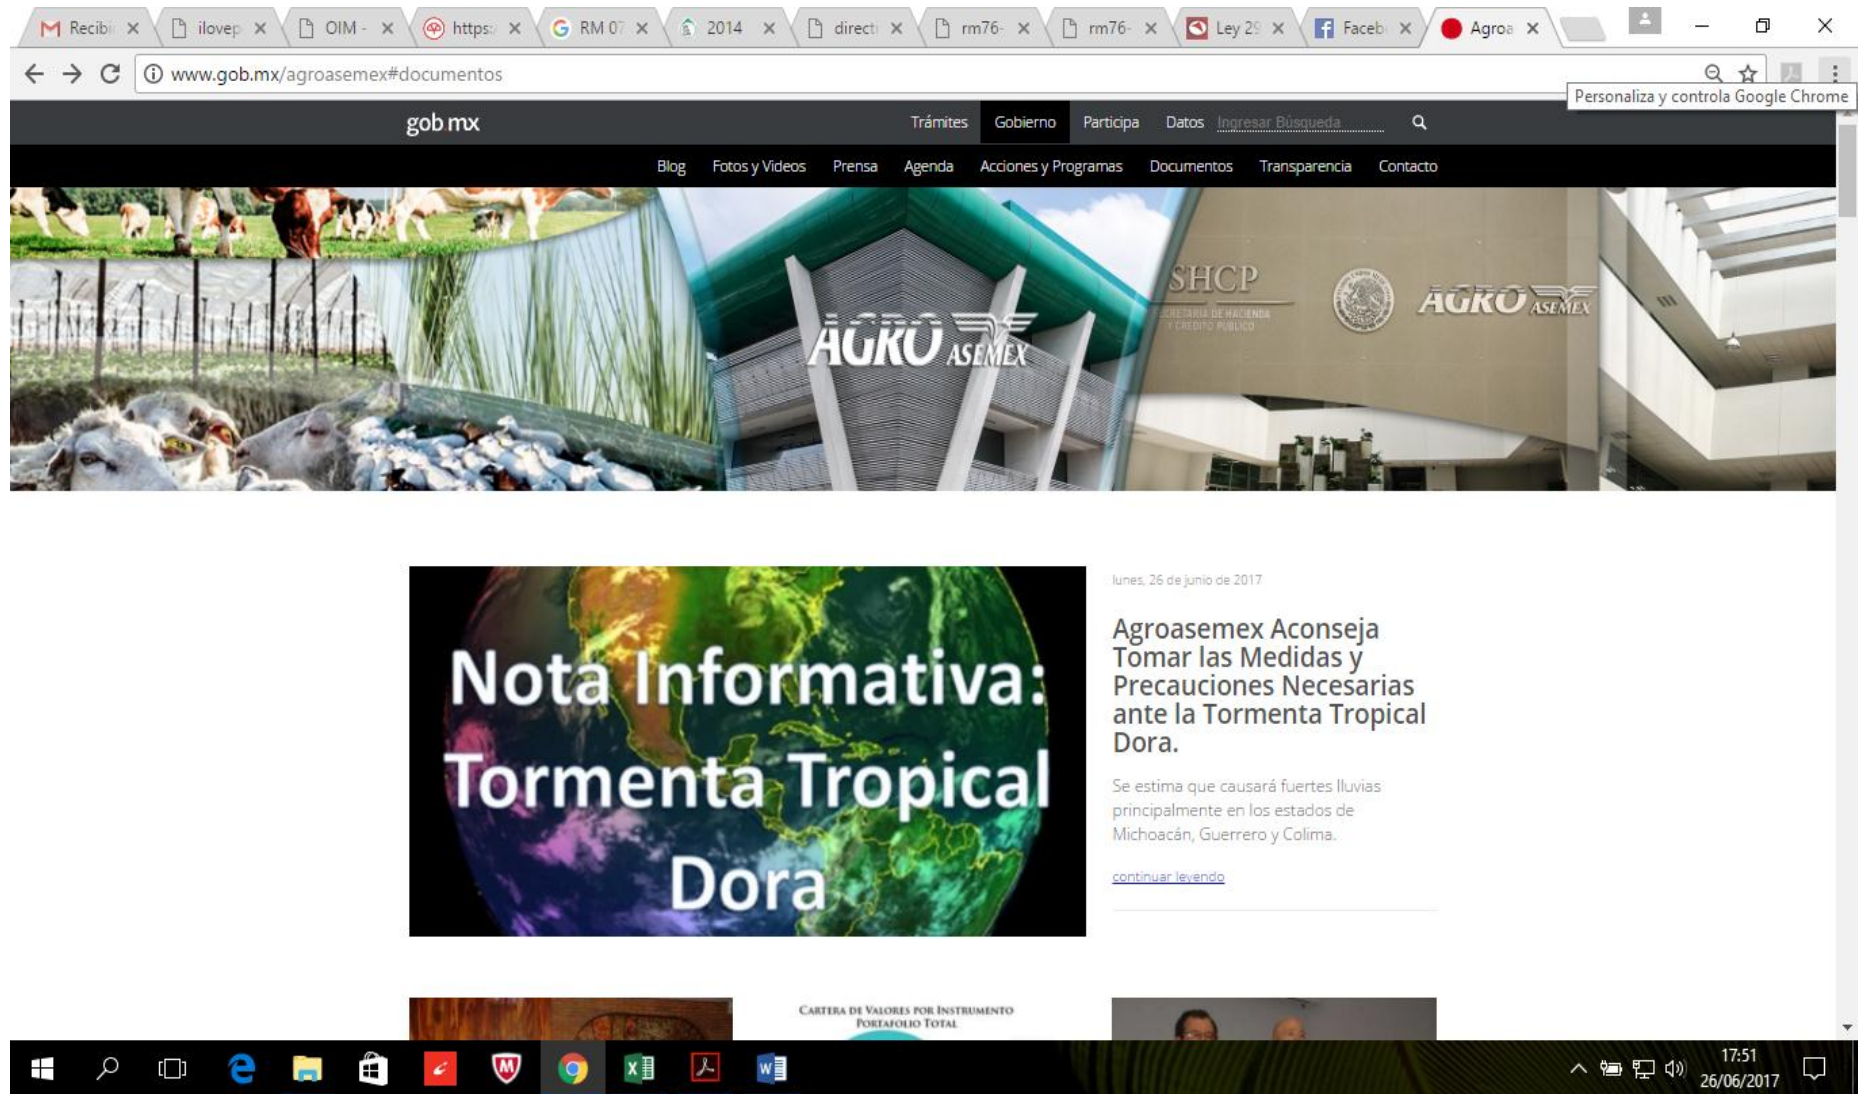 Recibi
ilovep
OIM -
https:/
RM 07
2014
directi
rm76-
rm76-
Ley 29
Faceb
Agroa
www.gob.mx/agroasemex#documentos
Personaliza y controla Google Chrome
gob.mx
Trámites Gobierno Participa Datos Ingresar Búsqueda
Blog Fotos y Videos Prensa Agenda Acciones y Programas Documentos Transparencia Contacto
SHCP
SECRETARÍA DE HACIENDA
Y CRÉDITO PÚBLICO
AGRO ASEMEX
AGRO ASEMEX
Nota Informativa:
Tormenta Tropical
Dora
lunes, 26 de junio de 2017
Agroasemex Aconseja
Tomar las Medidas y
Precauciones Necesarias
ante la Tormenta Tropical
Dora.
Se estima que causará fuertes lluvias
principalmente en los estados de
Michoacán, Guerrero y Colima.
continuar leyendo
CARTERA DE VALORES POR INSTRUMENTO
PORTAFOLIO TOTAL
17:51
26/06/2017